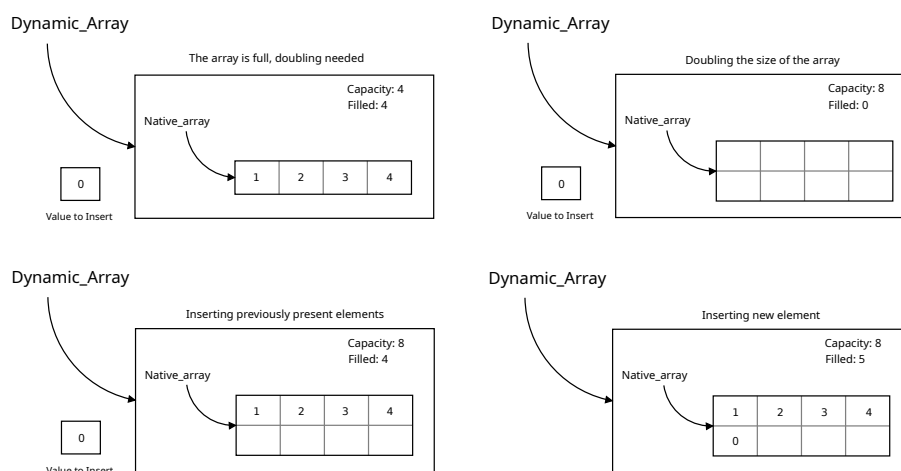 Dynamic_Array
The array is full, doubling needed
Capacity: 4
Filled: 4
Native_array
1 2 3 4
0
Value to Insert
Dynamic_Array
Doubling the size of the array
Capacity: 8
Filled: 0
Native_array
0
Value to Insert
Dynamic_Array
Inserting previously present elements
Capacity: 8
Filled: 4
Native_array
1 2 3 4
0
Value to Insert
Dynamic_Array
Inserting new element
Capacity: 8
Filled: 5
Native_array
1 2 3 4
0